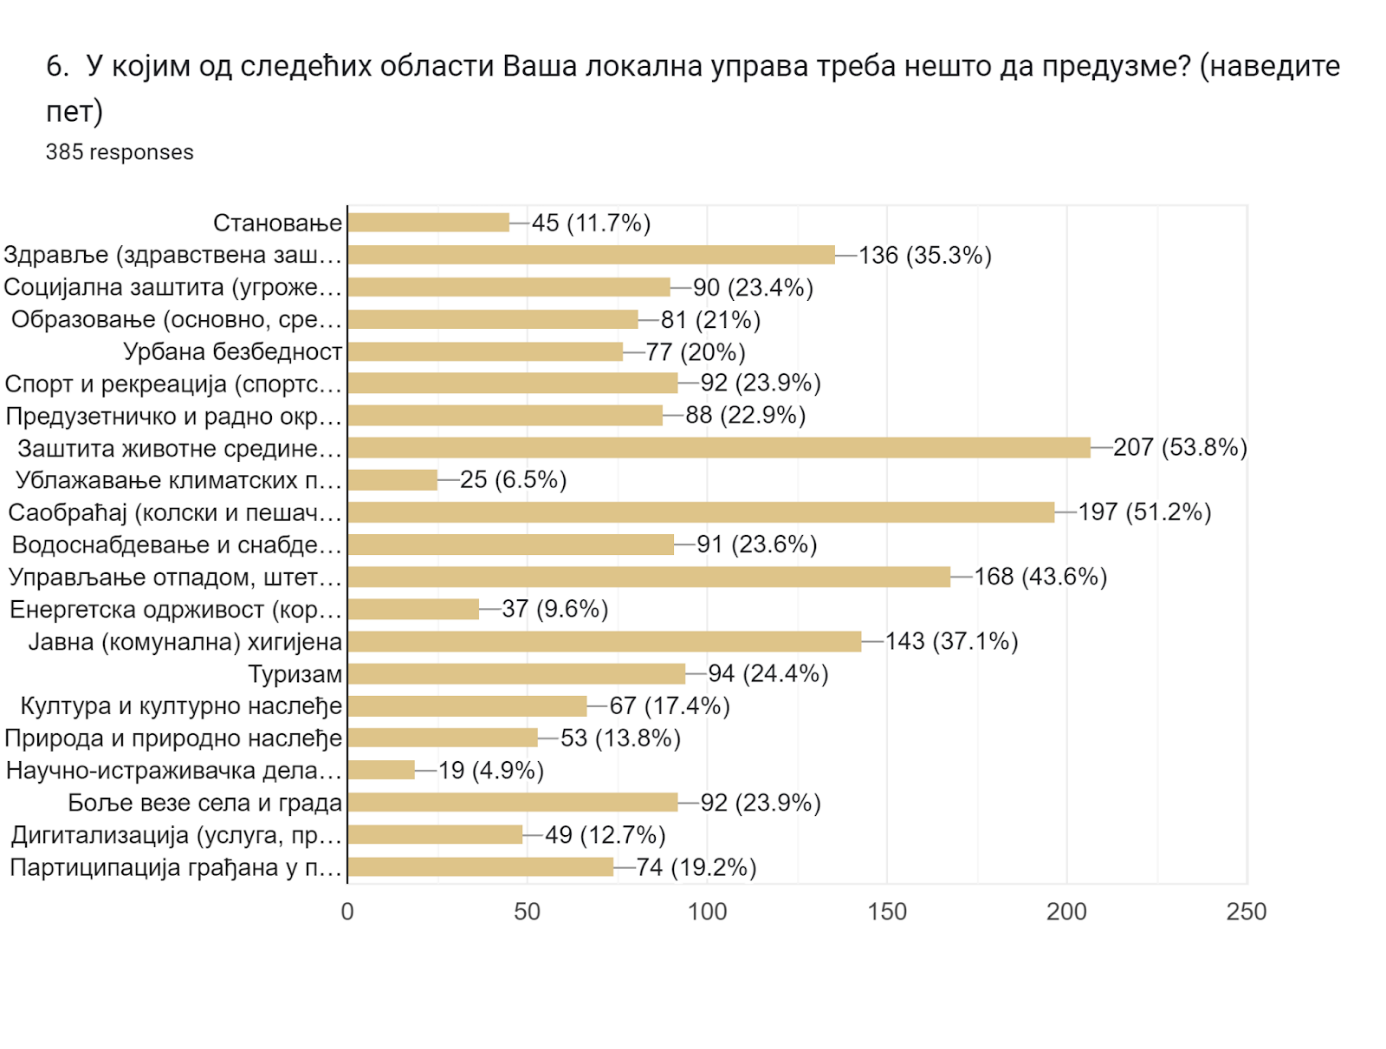 6. У којим од следећих области Ваша локална управа треба нешто да предузме? (наведите
пет)
385 responses
Становање 45 (11.7%)
Здравље (здравствена заш… 136 (35.3%)
Социјална заштита (угроже… 90 (23.4%)
Образовање (основно, сре… 81 (21%)
Урбана безбедност 77 (20%)
Спорт и рекреација (спортс… 92 (23.9%)
Предузетничко и радно окр… 88 (22.9%)
Заштита животне средине… 207 (53.8%)
Ублажавање климатских п… 25 (6.5%)
Саобраћај (колски и пешач… 197 (51.2%)
Водоснабдевање и снабде… 91 (23.6%)
Управљање отпадом, штет… 168 (43.6%)
Енергетска одрживост (кор… 37 (9.6%)
Јавна (комунална) хигијена 143 (37.1%)
Туризам 94 (24.4%)
Култура и културно наслеђе 67 (17.4%)
Природа и природно наслеђе 53 (13.8%)
Научно-истраживачка дела… 19 (4.9%)
Боље везе села и града 92 (23.9%)
Дигитализација (услуга, пр… 49 (12.7%)
Партиципација грађана у п… 74 (19.2%)
0 50 100 150 200 250